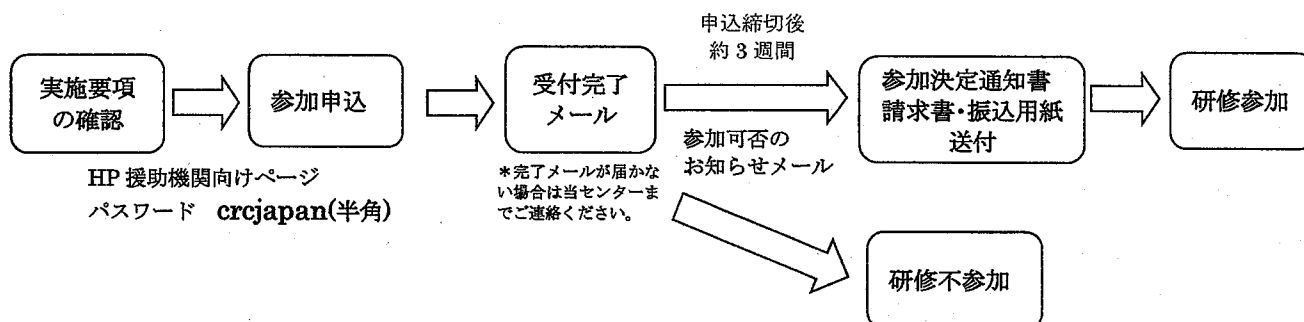 申込締切後
約3週間
実施要項
の確認
参加申込
受付完了
メール
参加決定通知書
請求書・振込用紙
送付
研修参加
参加可否の
お知らせメール
HP 援助機関向けページ
パスワード crcjapan(半角)
＊完了メールが届かな
い場合は当センターま
でご連絡ください。
研修不参加